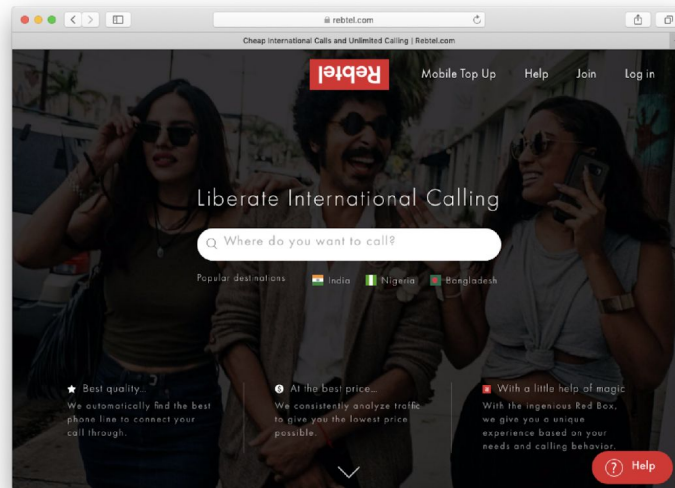 rebtel.com
Cheap International Calls and Unlimited Calling | Rebtel.com
Rebtel
Mobile Top Up Help Join Log in
Liberate International Calling
Where do you want to call?
Popular destinations India Nigeria Bangladesh
Best quality...
We automatically find the best
phone line to connect your
call through.
At the best price...
We consistently analyze traffic
to give you the lowest price
possible.
With a little help of magic
With the ingenious Red Box,
we give you a unique
experience based on your
needs and calling behavior.
Help